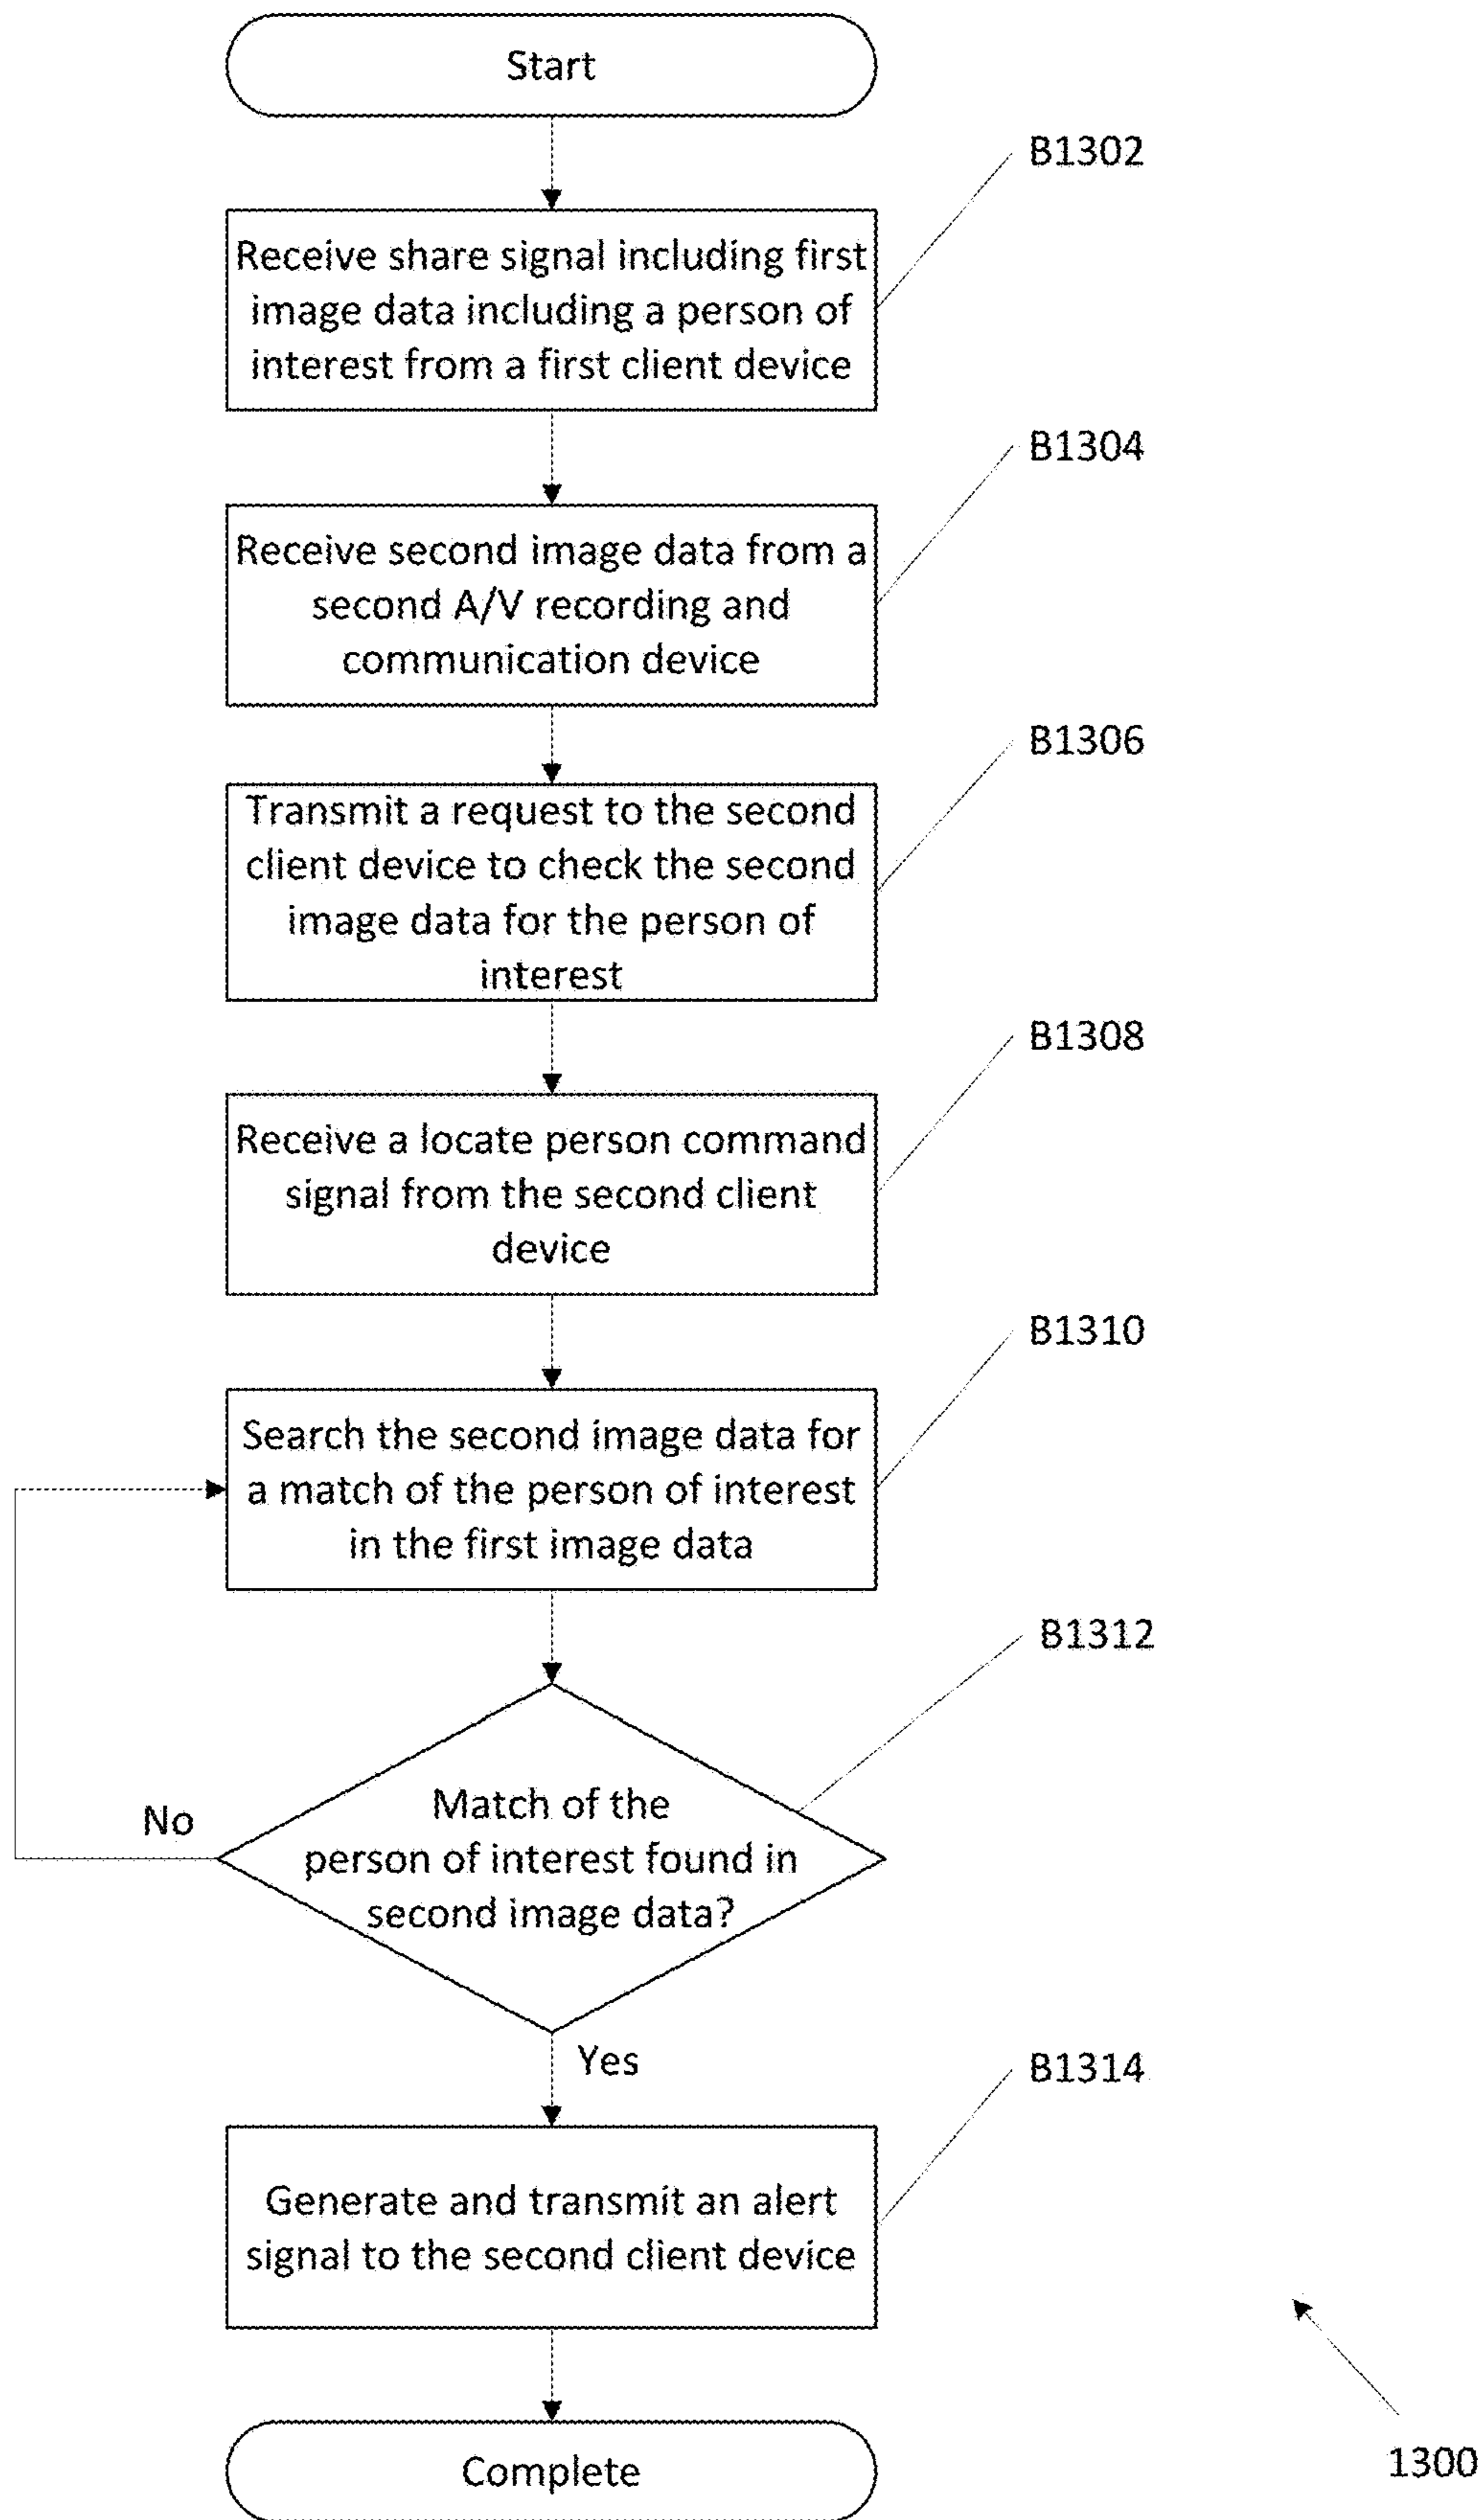 Start
B1302
Receive share signal including first
image data including a person of
interest from a first client device
B1304
Receive second image data from a
second A/V recording and
communication device
B1306
Transmit a request to the second
client device to check the second
image data for the person of
interest
B1308
Receive a locate person command
signal from the second client
device
B1310
Search the second image data for
a match of the person of interest
in the first image data
B1312
Match of the
person of interest found in
second image data?
No
Yes
B1314
Generate and transmit an alert
signal to the second client device
Complete
1300